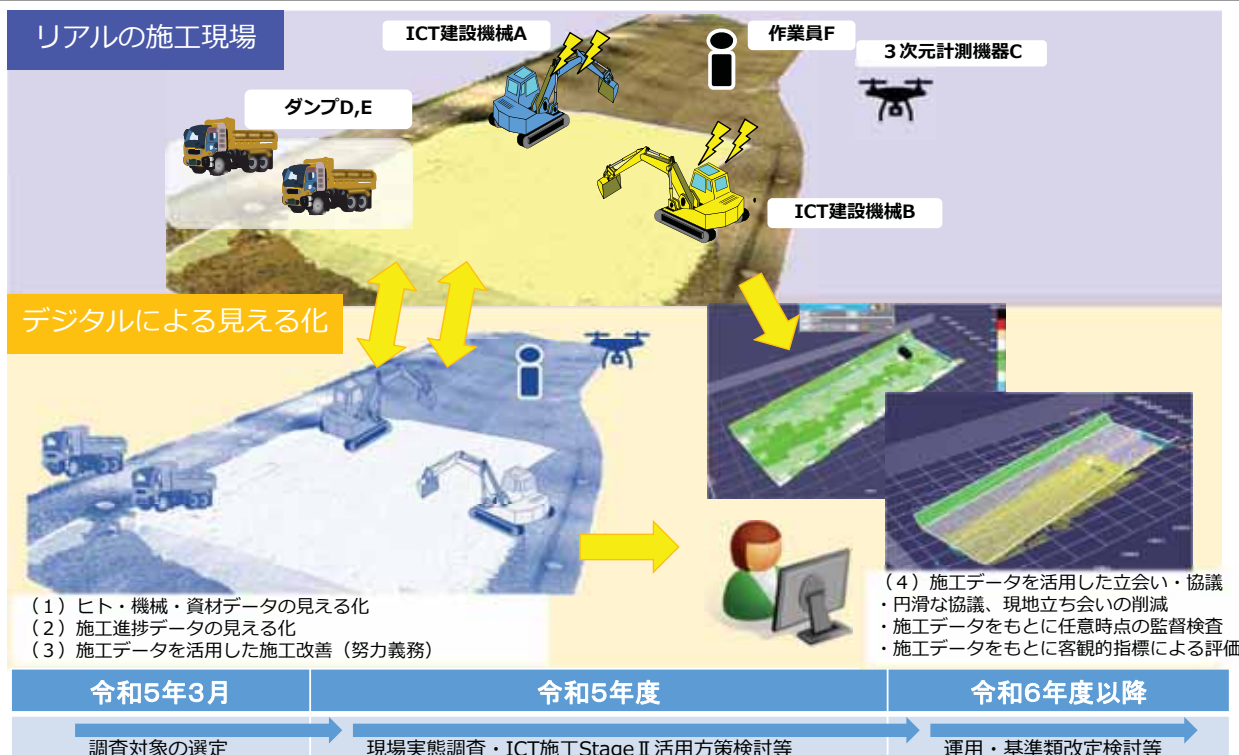 リアルの施工現場
ICT建設機械A
作業員F
３次元計測機器C
ダンプD,E
ICT建設機械B
デジタルによる見える化
（１）ヒト・機械・資材データの見える化
（２）施工進捗データの見える化
（３）施工データを活用した施工改善（努力義務）
（４）施工データを活用した立会い・協議
・円滑な協議、現地立ち会いの削減
・施工データをもとに任意時点の監督検査
・施工データをもとに客観的指標による評価
令和5年3月
令和5年度
令和6年度以降
調査対象の選定
現場実態調査・ICT施工StageⅡ活用方策検討等
運用・基準類改定検討等